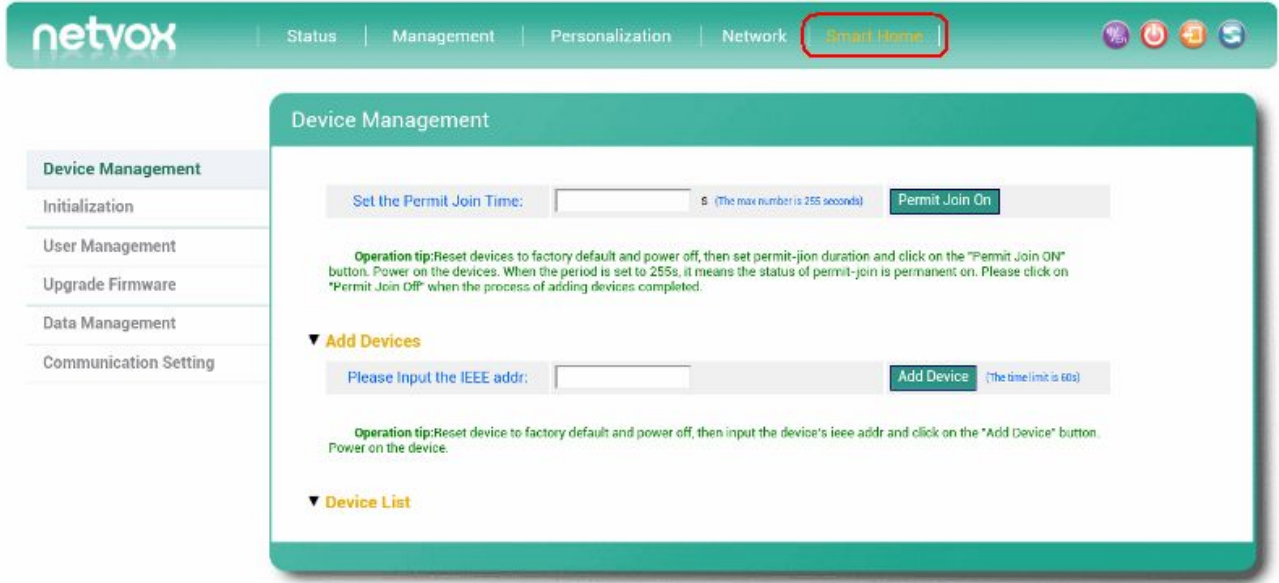 netvox
Status | Management | Personalization | Network | Smart Home |
Device Management
Device Management
Initialization
User Management
Upgrade Firmware
Data Management
Communication Setting
Set the Permit Join Time: S (The max number is 255 seconds) Permit Join On
Operation tip:Reset devices to factory default and power off, then set permit-jion duration and click on the "Permit Join ON"
button. Power on the devices. When the period is set to 255s, it means the status of permit-join is permanent on. Please click on
"Permit Join Off" when the process of adding devices completed.
▼ Add Devices
Please Input the IEEE addr: Add Device (The time limit is 60s)
Operation tip:Reset device to factory default and power off, then input the device's ieee addr and click on the "Add Device" button.
Power on the device.
▼ Device List